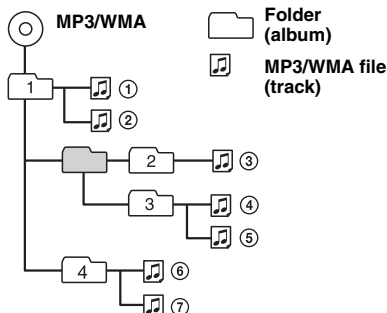 MP3/WMA
Folder
(album)
MP3/WMA file
(track)
1
①
②
2
③
3
④
⑤
4
⑥
⑦